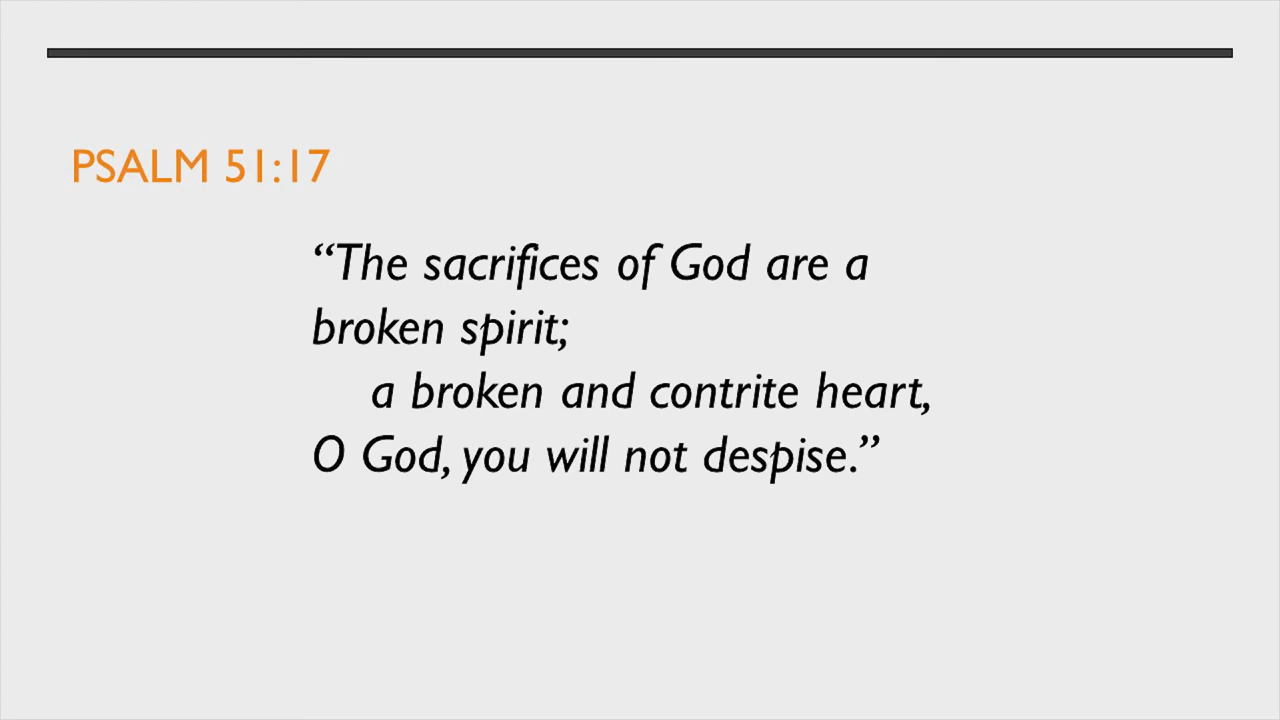 PSALM 51:17
“The sacrifices of God are a
broken spirit;
a broken and contrite heart,
O God, you will not despise.”